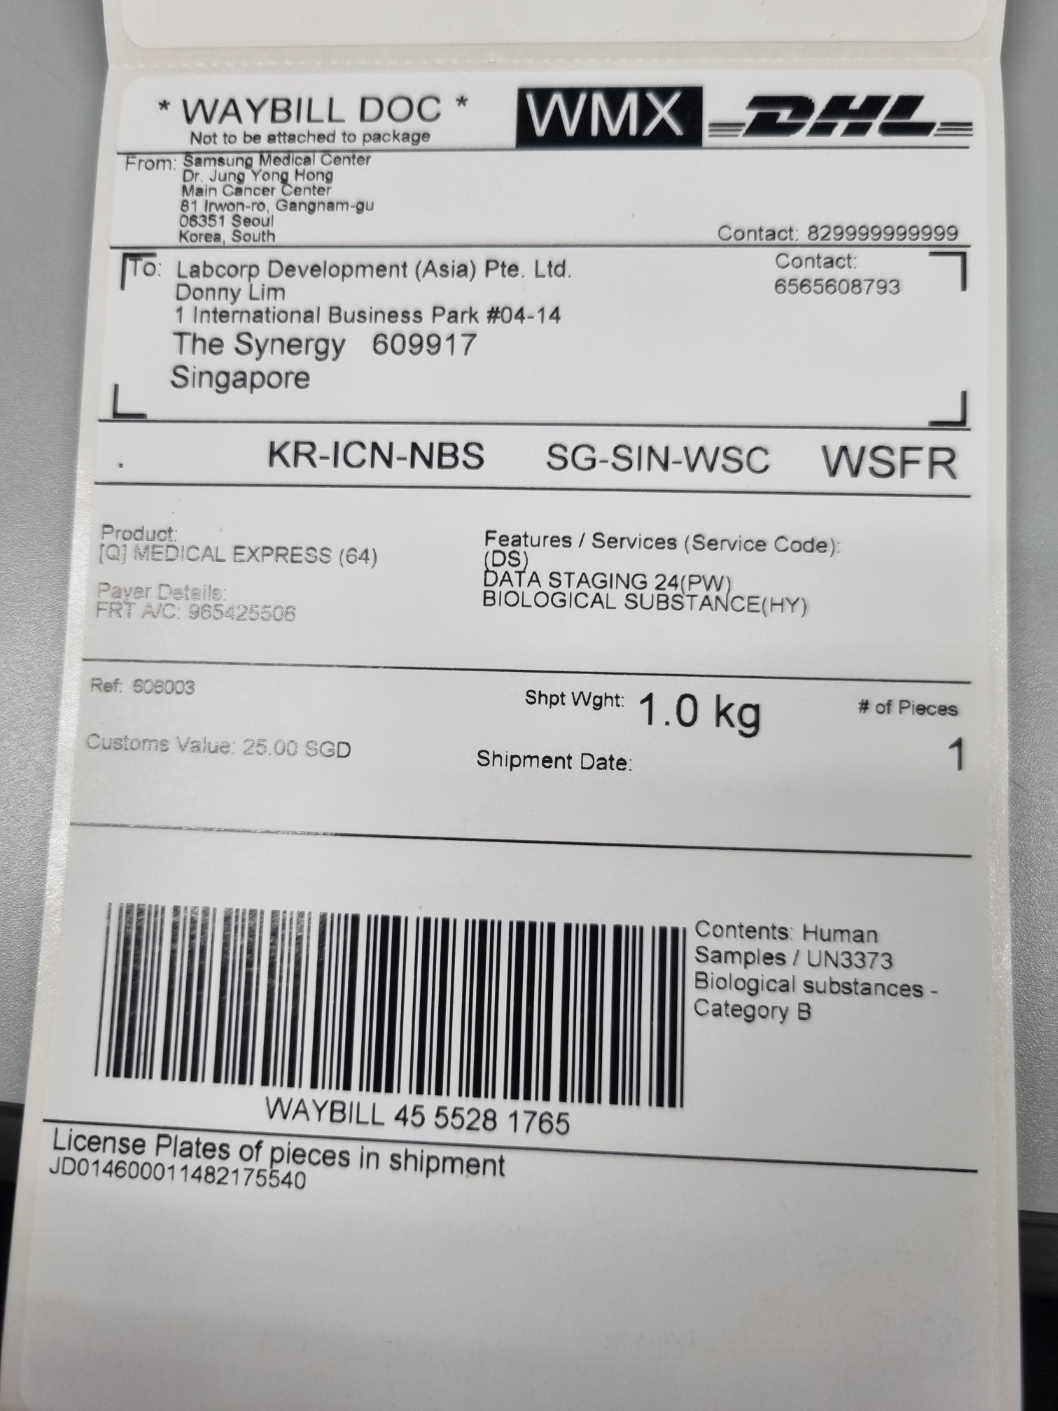 * WAYBILL DOC *
Not to be attached to package
WMX
DHL
From: Samsung Medical Center
Dr. Jung Yong Hong
Main Cancer Center
81 Irwon-ro, Gangnam-gu
06351 Seoul
Korea, South
Contact: 829999999999
To: Labcorp Development (Asia) Pte. Ltd.
Donny Lim
1 International Business Park #04-14
The Synergy 609917
Singapore
Contact:
6565608793
. KR-ICN-NBS SG-SIN-WSC WSFR
Product:
[Q] MEDICAL EXPRESS (64)
Payer Details:
FRT A/C: 965425506
Features / Services (Service Code):
(DS)
DATA STAGING 24(PW)
BIOLOGICAL SUBSTANCE(HY)
Ref: 606003
Customs Value: 25.00 SGD
Shpt Wght: 1.0 kg
Shipment Date:
# of Pieces
1
Contents: Human
Samples / UN3373
Biological substances -
Category B
WAYBILL 45 5528 1765
License Plates of pieces in shipment
JD014600011482175540